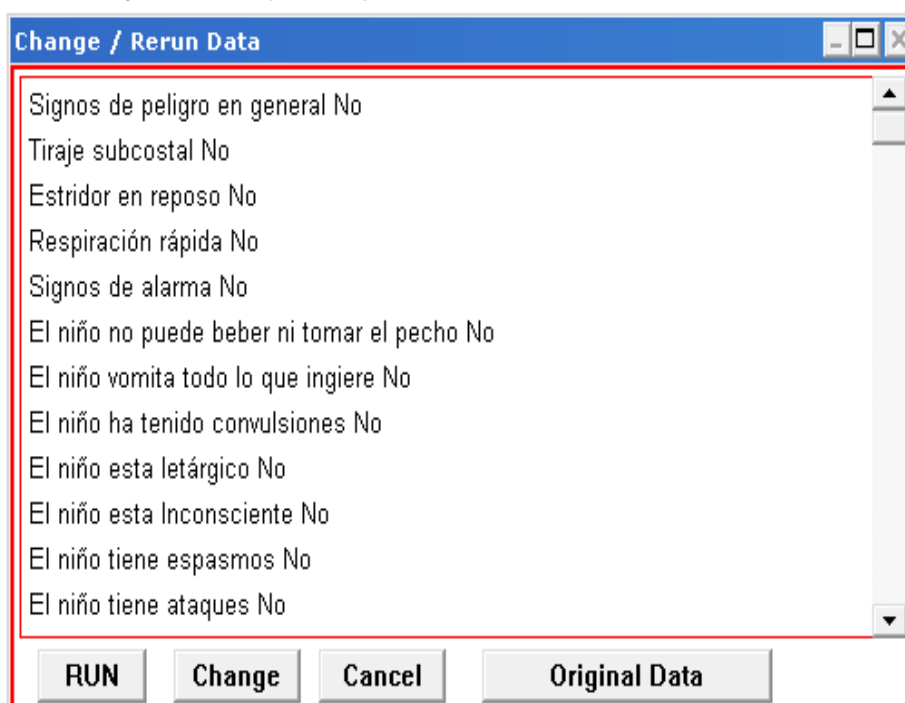 Change / Rerun Data
Signos de peligro en general No
Tiraje subcostal No
Estridor en reposo No
Respiración rápida No
Signos de alarma No
El niño no puede beber ni tomar el pecho No
El niño vomita todo lo que ingiere No
El niño ha tenido convulsiones No
El niño esta letárgico No
El niño esta Inconsciente No
El niño tiene espasmos No
El niño tiene ataques No
RUN Change Cancel Original Data